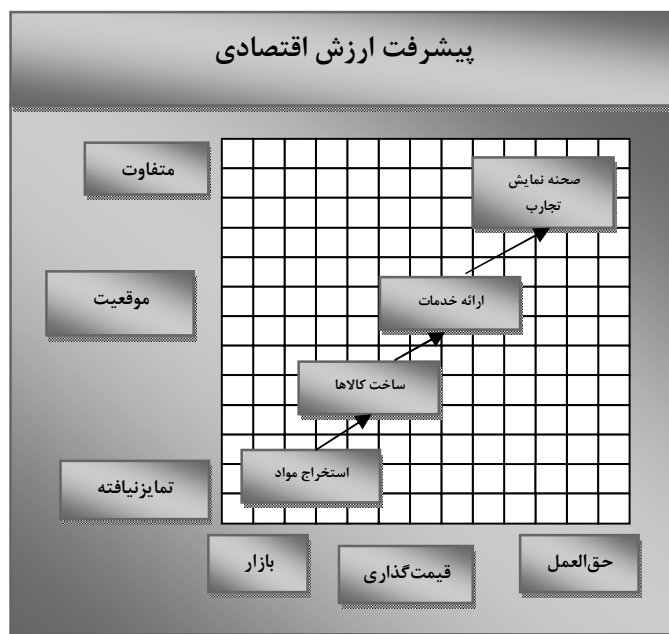 پیشرفت ارزش اقتصادی
متفاوت
صحنه نمایش
تجارب
موقعیت
ارائه خدمات
ساخت کالاها
تمایزنیافته
استخراج مواد
بازار
قیمت‌گذاری
حق‌العمل